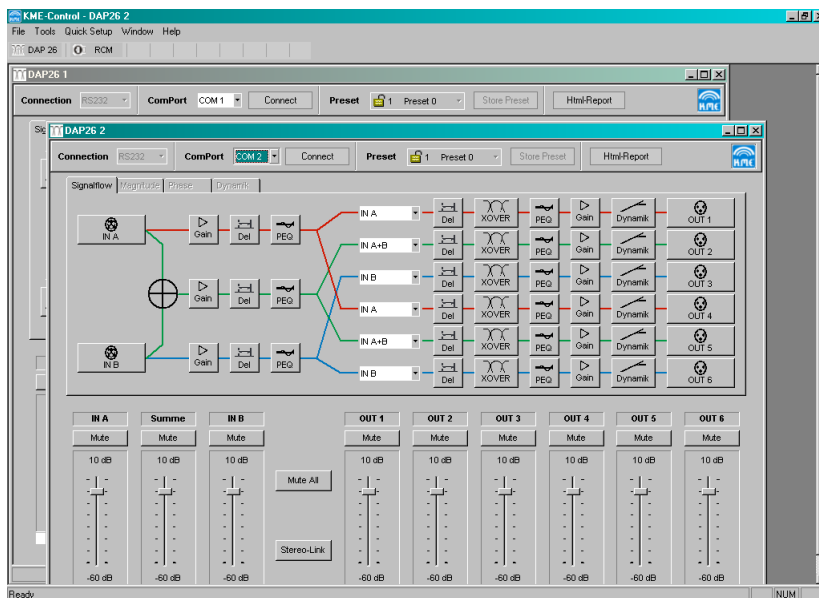 KME-Control - DAP26 2
File Tools Quick Setup Window Help
DAP 26 RCM
DAP26 1
Connection RS232 ComPort COM 1 Connect Preset 1 Preset 0 Store Preset Html-Report KME
Sig
DAP26 2
Connection RS232 ComPort COM 2 Connect Preset 1 Preset 0 Store Preset Html-Report KME
Signalflow Magnitude Phase Dynamik
IN A Gain Del PEQ IN A Del XOVER PEQ Gain Dynamik OUT 1
IN A+B Del XOVER PEQ Gain Dynamik OUT 2
Gain Del PEQ IN B Del XOVER PEQ Gain Dynamik OUT 3
IN A Del XOVER PEQ Gain Dynamik OUT 4
IN A+B Del XOVER PEQ Gain Dynamik OUT 5
IN B Gain Del PEQ IN B Del XOVER PEQ Gain Dynamik OUT 6
IN A Summe IN B OUT 1 OUT 2 OUT 3 OUT 4 OUT 5 OUT 6
Mute Mute Mute Mute Mute Mute Mute Mute Mute
10 dB 10 dB 10 dB 10 dB 10 dB 10 dB 10 dB 10 dB 10 dB
Mute All
Stereo-Link
-60 dB -60 dB -60 dB -60 dB -60 dB -60 dB -60 dB -60 dB -60 dB
Ready NUM